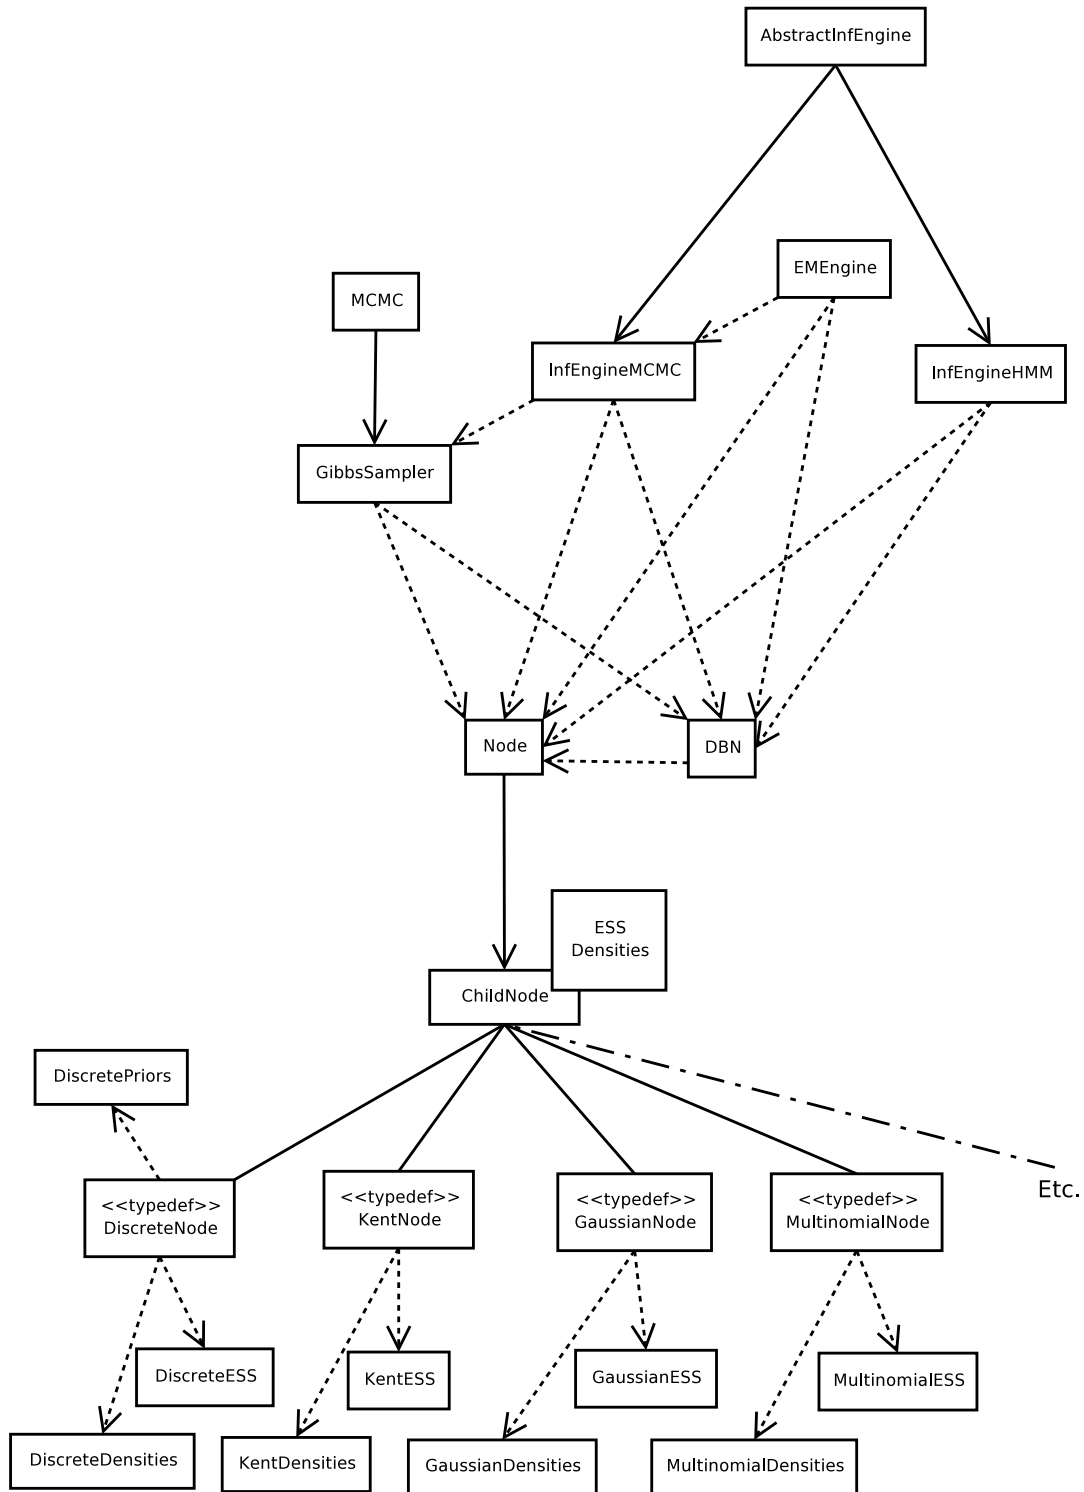 AbstractInfEngine
EMEngine
MCMC
InfEngineMCMC
InfEngineHMM
GibbsSampler
Node
DBN
ESS
Densities
ChildNode
DiscretePriors
<<typedef>>
DiscreteNode
<<typedef>>
KentNode
<<typedef>>
GaussianNode
<<typedef>>
MultinomialNode
Etc.
DiscreteESS
KentESS
GaussianESS
MultinomialESS
DiscreteDensities
KentDensities
GaussianDensities
MultinomialDensities